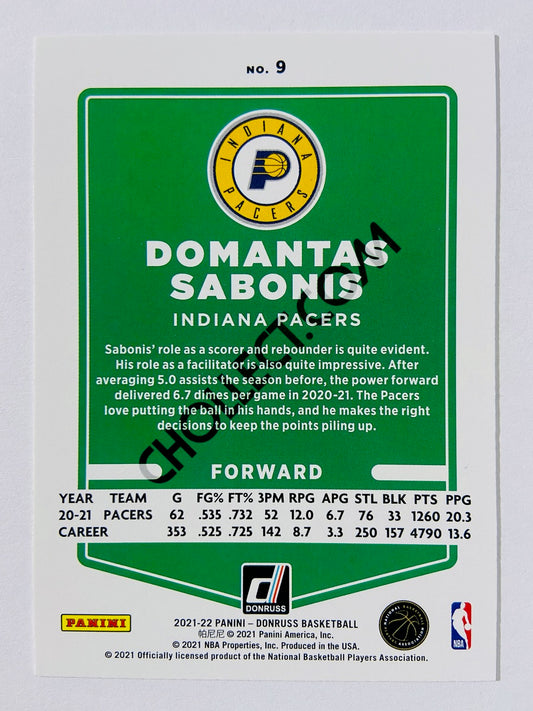 NO. 9
INDIANA
P
PACERS
DOMANTAS
SABONIS
INDIANA PACERS
Sabonis' role as a scorer and rebounder is quite evident.
His role as a facilitator is also quite impressive. After
averaging 5.0 assists the season before, the power forward
delivered 6.7 dimes per game in 2020-21. The Pacers
love putting the ball in his hands, and he makes the right
decisions to keep the points piling up.
CHOLLECT.COM
FORWARD
YEAR TEAM G FG% FT% 3PM RPG APG STL BLK PTS PPG
20-21 PACERS 62 .535 .732 52 12.0 6.7 76 33 1260 20.3
CAREER 353 .525 .725 142 8.7 3.3 250 157 4790 13.6
DONRUSS
PANINI
2021-22 PANINI – DONRUSS BASKETBALL
帕尼尼 © 2021 Panini America, Inc.
© 2021 NBA Properties, Inc. Produced in the USA.
© 2021 Officially licensed product of the National Basketball Players Association.
NATIONAL BASKETBALL
PLAYERS ASSOCIATION
NBA